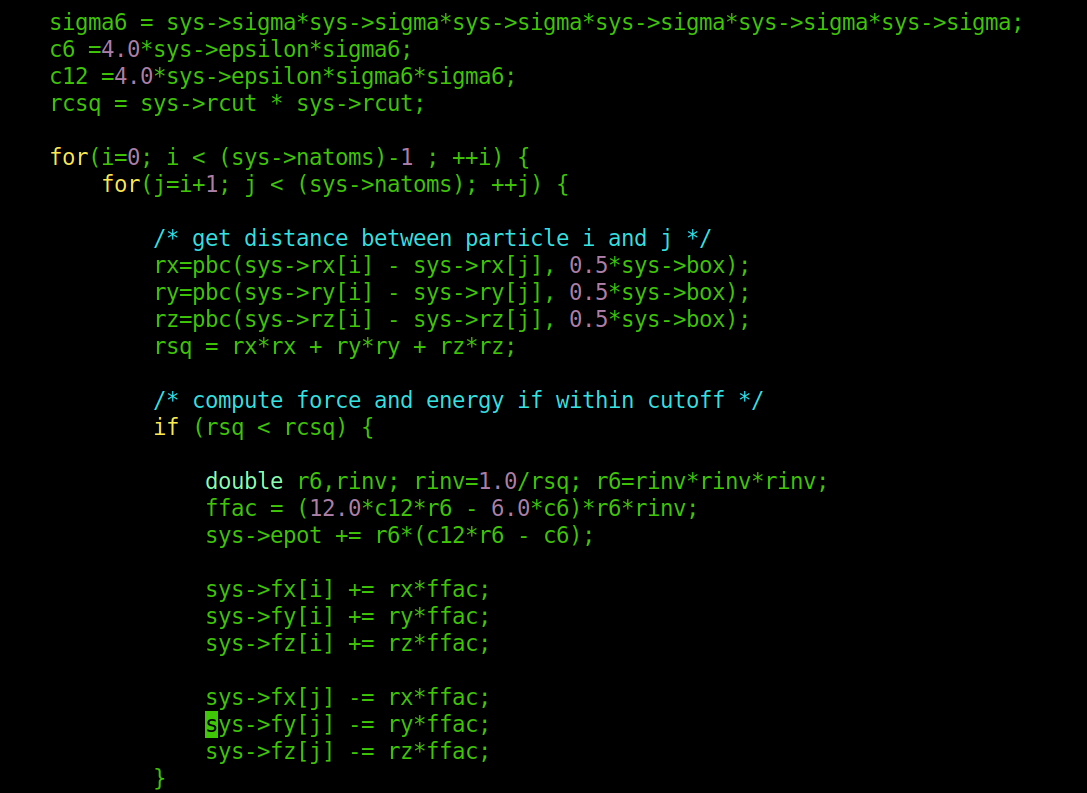 sigma6 = sys->sigma*sys->sigma*sys->sigma*sys->sigma*sys->sigma*sys->sigma;
c6 =4.0*sys->epsilon*sigma6;
c12 =4.0*sys->epsilon*sigma6*sigma6;
rcsq = sys->rcut * sys->rcut;
for(i=0; i < (sys->natoms)-1 ; ++i) {
for(j=i+1; j < (sys->natoms); ++j) {
/* get distance between particle i and j */
rx=pbc(sys->rx[i] - sys->rx[j], 0.5*sys->box);
ry=pbc(sys->ry[i] - sys->ry[j], 0.5*sys->box);
rz=pbc(sys->rz[i] - sys->rz[j], 0.5*sys->box);
rsq = rx*rx + ry*ry + rz*rz;
/* compute force and energy if within cutoff */
if (rsq < rcsq) {
double r6,rinv; rinv=1.0/rsq; r6=rinv*rinv*rinv;
ffac = (12.0*c12*r6 - 6.0*c6)*r6*rinv;
sys->epot += r6*(c12*r6 - c6);
sys->fx[i] += rx*ffac;
sys->fy[i] += ry*ffac;
sys->fz[i] += rz*ffac;
sys->fx[j] -= rx*ffac;
sys->fy[j] -= ry*ffac;
sys->fz[j] -= rz*ffac;
}